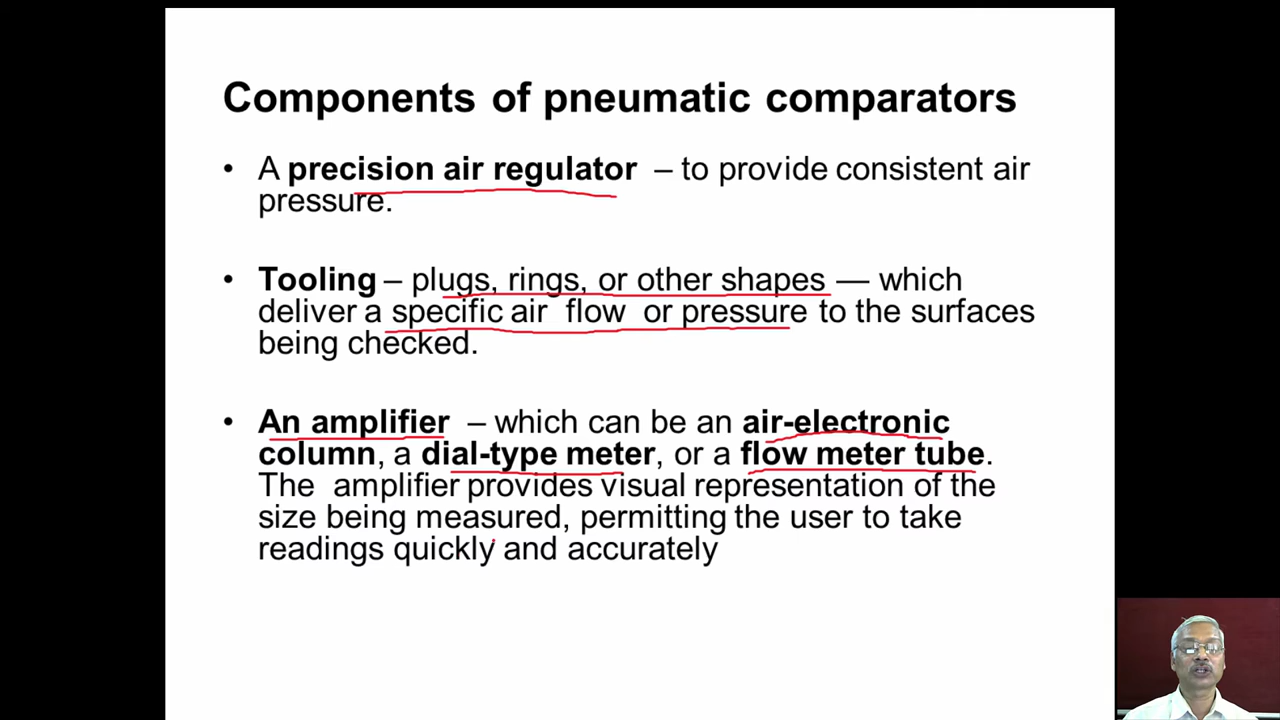 Components of pneumatic comparators
• A precision air regulator – to provide consistent air
pressure.
• Tooling – plugs, rings, or other shapes — which
deliver a specific air flow or pressure to the surfaces
being checked.
• An amplifier – which can be an air-electronic
column, a dial-type meter, or a flow meter tube.
The amplifier provides visual representation of the
size being measured, permitting the user to take
readings quickly and accurately